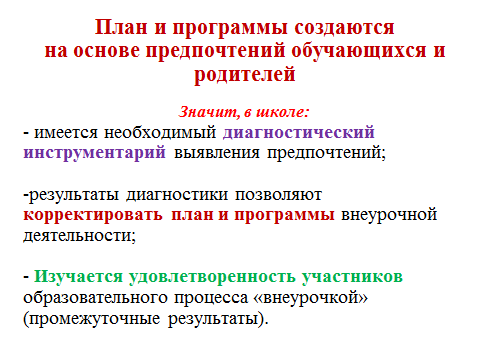 План и программы создаются
на основе предпочтений обучающихся и
родителей
Значит, в школе:
- имеется необходимый диагностический
инструментарий выявления предпочтений;
-результаты диагностики позволяют
корректировать план и программы внеурочной
деятельности;
- Изучается удовлетворенность участников
образовательного процесса «внеурочкой»
(промежуточные результаты).